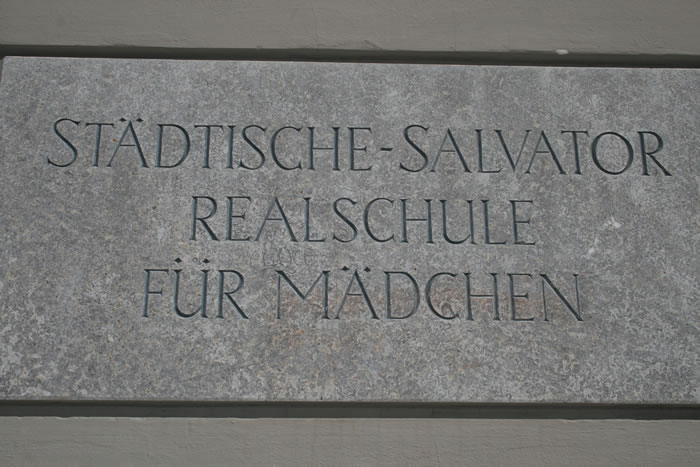 STÄDTISCHE-SALVATOR
REALSCHULE
FÜR MÄDCHEN